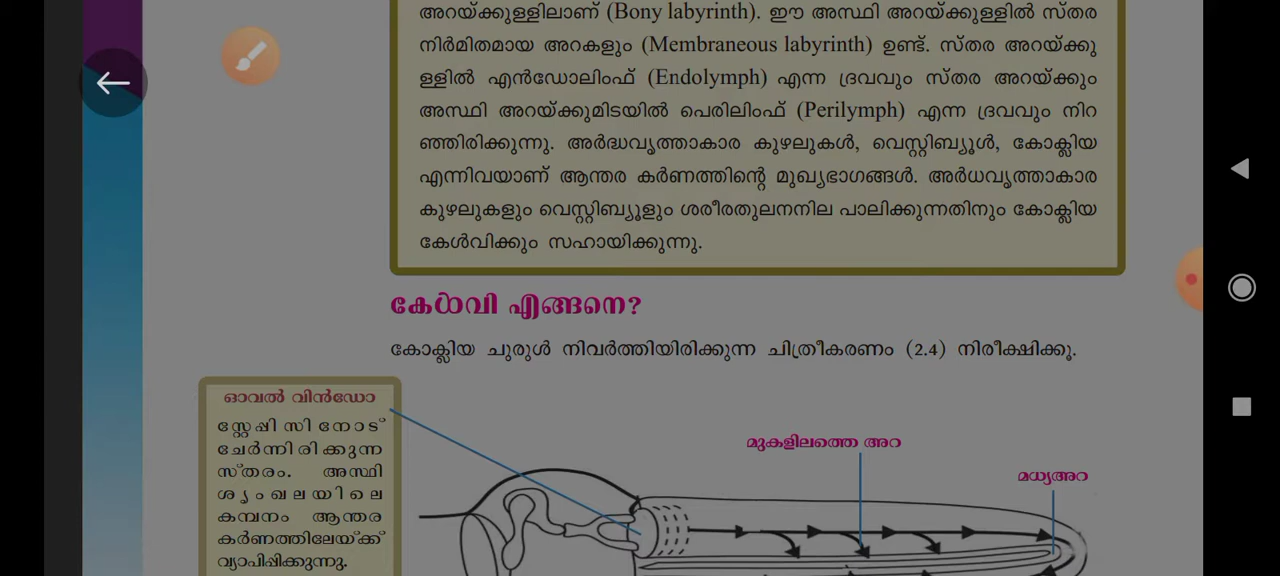 അറയ്ക്കുള്ളിലാണ് (Bony labyrinth). ഈ അസ്ഥി അറയ്ക്കുള്ളിൽ സ്തര
നിർമിതമായ അറകളും (Membraneous labyrinth) ഉണ്ട്. സ്തര അറയ്ക്കു
ള്ളിൽ എൻഡോലിംഫ് (Endolymph) എന്ന ദ്രവവും സ്തര അറയ്ക്കും
അസ്ഥി അറയ്ക്കുമിടയിൽ പെരിലിംഫ് (Perilymph) എന്ന ദ്രവവും നിറ
ഞ്ഞിരിക്കുന്നു. അർദ്ധവൃത്താകാര കുഴലുകൾ, വെസ്റ്റിബ്യൂൾ, കോക്ലിയ
എന്നിവയാണ് ആന്തര കർണത്തിന്റെ മുഖ്യഭാഗങ്ങൾ. അർധവൃത്താകാര
കുഴലുകളും വെസ്റ്റിബ്യൂളും ശരീരതുലനനില പാലിക്കുന്നതിനും കോക്ലിയ
കേൾവിക്കും സഹായിക്കുന്നു.
കേൾവി എങ്ങനെ?
കോക്ലിയ ചുരുൾ നിവർത്തിയിരിക്കുന്ന ചിത്രീകരണം (2.4) നിരീക്ഷിക്കൂ.
ഓവൽ വിൻഡോ
സ്റ്റേപ്പിസിനോട്
ചേർന്നിരിക്കുന്ന
സ്തരം. അസ്ഥി
ശൃംഖലയിലെ
കമ്പനം ആന്തര
കർണത്തിലേയ്ക്ക്
വ്യാപിപ്പിക്കുന്നു.
മുകളിലത്തെ അറ
മധ്യഅറ